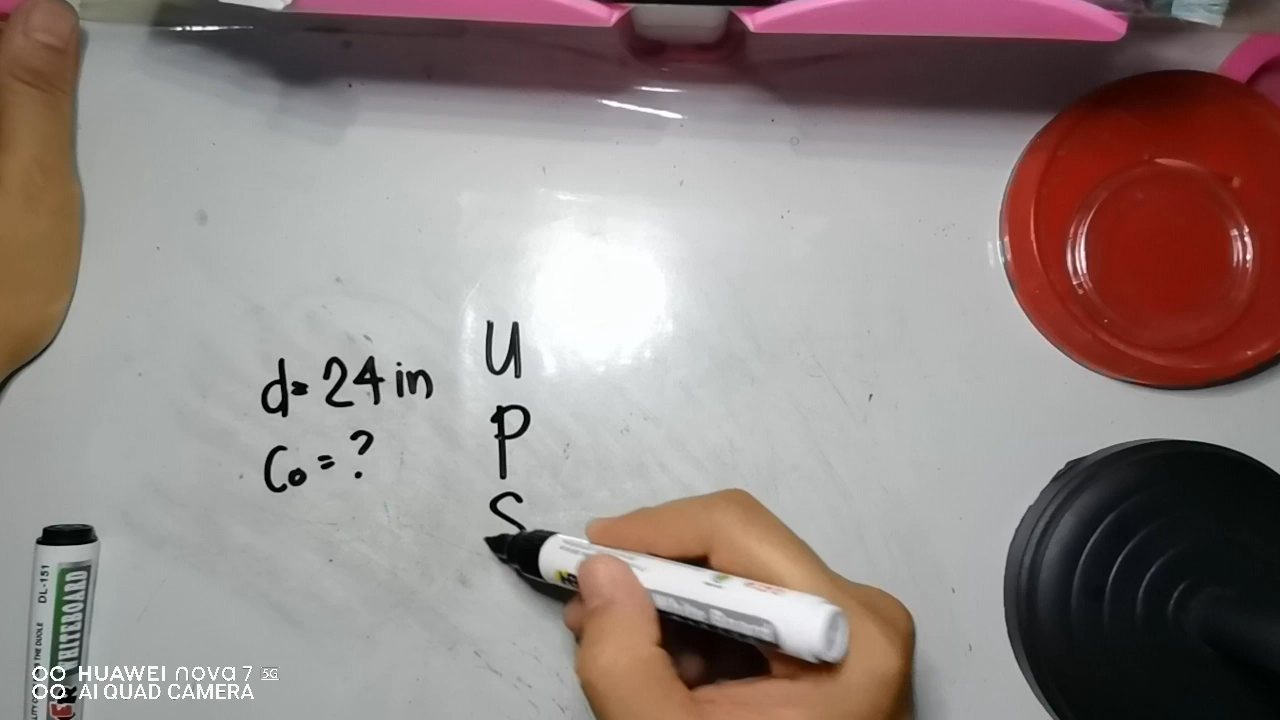 d= 24 in
Co = ?
U
P
S
DL-151
WHITEBOARD
HUAWEI nova 7 5G
AI QUAD CAMERA